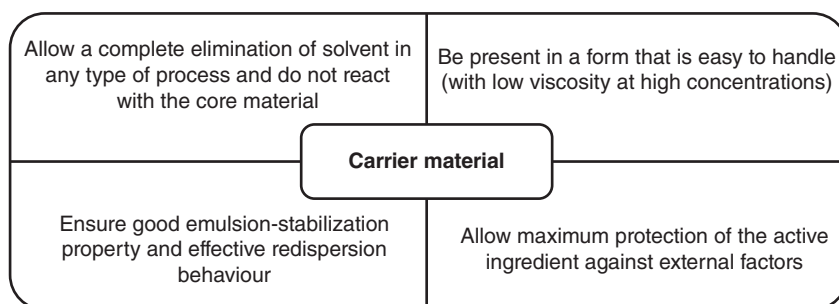 Allow a complete elimination of solvent in
any type of process and do not react
with the core material
Be present in a form that is easy to handle
(with low viscosity at high concentrations)
Carrier material
Ensure good emulsion-stabilization
property and effective redispersion
behaviour
Allow maximum protection of the active
ingredient against external factors